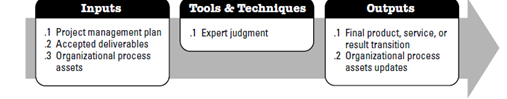 Inputs
.1 Project management plan
.2 Accepted deliverables
.3 Organizational process
assets
Tools & Techniques
.1 Expert judgment
Outputs
.1 Final product, service, or
result transition
.2 Organizational process
assets updates